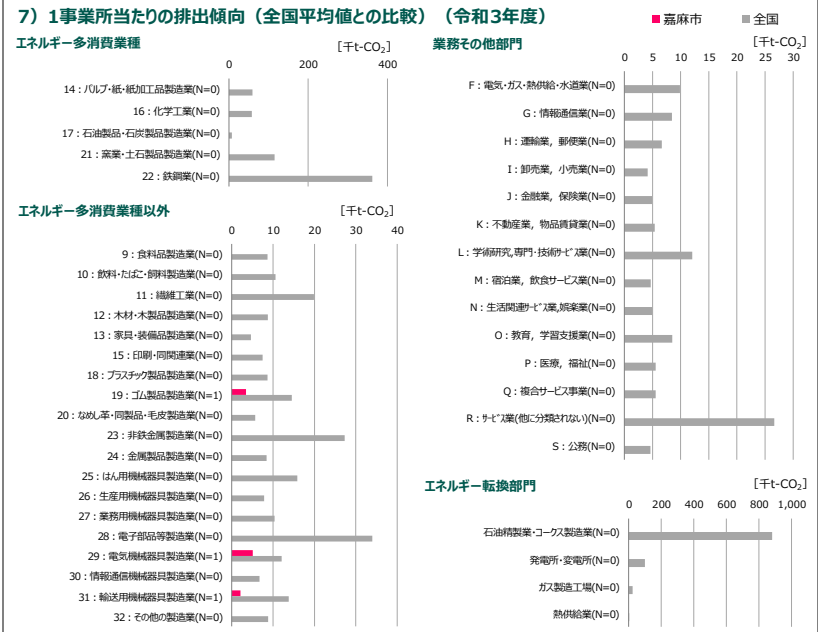 7）1事業所当たりの排出傾向（全国平均値との比較）（令和3年度）
■嘉麻市 ■全国
エネルギー多消費業種
[千t-CO₂]
0 200 400
14：パルプ・紙・紙加工品製造業(N=0)
16：化学工業(N=0)
17：石油製品・石炭製品製造業(N=0)
21：窯業・土石製品製造業(N=0)
22：鉄鋼業(N=0)
エネルギー多消費業種以外
[千t-CO₂]
0 10 20 30 40
9：食料品製造業(N=0)
10：飲料・たばこ・飼料製造業(N=0)
11：繊維工業(N=0)
12：木材・木製品製造業(N=0)
13：家具・装備品製造業(N=0)
15：印刷・同関連業(N=0)
18：プラスチック製品製造業(N=0)
19：ゴム製品製造業(N=1)
20：なめし革・同製品・毛皮製造業(N=0)
23：非鉄金属製造業(N=0)
24：金属製品製造業(N=0)
25：はん用機械器具製造業(N=0)
26：生産用機械器具製造業(N=0)
27：業務用機械器具製造業(N=0)
28：電子部品等製造業(N=0)
29：電気機械器具製造業(N=1)
30：情報通信機械器具製造業(N=0)
31：輸送用機械器具製造業(N=1)
32：その他の製造業(N=0)
業務その他部門
[千t-CO₂]
0 5 10 15 20 25 30
F：電気・ガス・熱供給・水道業(N=0)
G：情報通信業(N=0)
H：運輸業，郵便業(N=0)
I：卸売業，小売業(N=0)
J：金融業，保険業(N=0)
K：不動産業，物品賃貸業(N=0)
L：学術研究,専門・技術ｻｰﾋﾞｽ業(N=0)
M：宿泊業，飲食サービス業(N=0)
N：生活関連ｻｰﾋﾞｽ業,娯楽業(N=0)
O：教育，学習支援業(N=0)
P：医療，福祉(N=0)
Q：複合サービス事業(N=0)
R：ｻｰﾋﾞｽ業(他に分類されない)(N=0)
S：公務(N=0)
エネルギー転換部門
[千t-CO₂]
0 200 400 600 800 1,000
石油精製業・コークス製造業(N=0)
発電所・変電所(N=0)
ガス製造工場(N=0)
熱供給業(N=0)